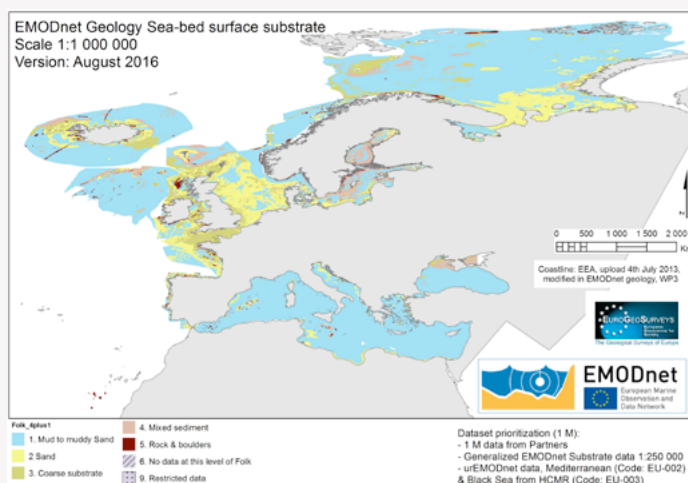 EMODnet Geology Sea-bed surface substrate
Scale 1:1 000 000
Version: August 2016
N
0 500 1 000 1 500 2 000
Km
Coastline: EEA, upload 4th July 2013,
modified in EMODnet geology, WP3
EUROGEOSURVEYS
The Geological Surveys of Europe
EMODnet
European Marine
Observation and
Data Network
Folk_4plus1
1. Mud to muddy Sand
2 Sand
3. Coarse substrate
4. Mixed sediment
5. Rock & boulders
6. No data at this level of Folk
9. Restricted data
Dataset prioritization (1 M):
- 1 M data from Partners
- Generalized EMODnet Substrate data 1:250 000
- urEMODnet data, Mediterranean (Code: EU-002)
& Black Sea from HCMR (Code: EU-003)